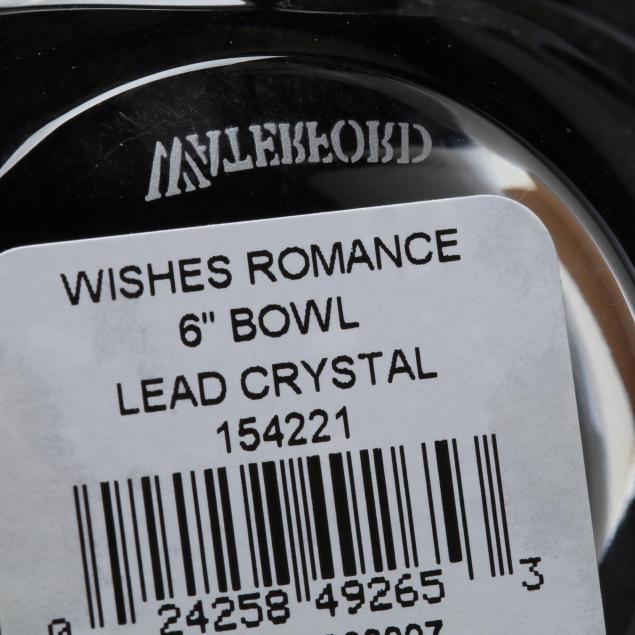 WATERFORD
WISHES ROMANCE
6" BOWL
LEAD CRYSTAL
154221
0 24258 49265 3